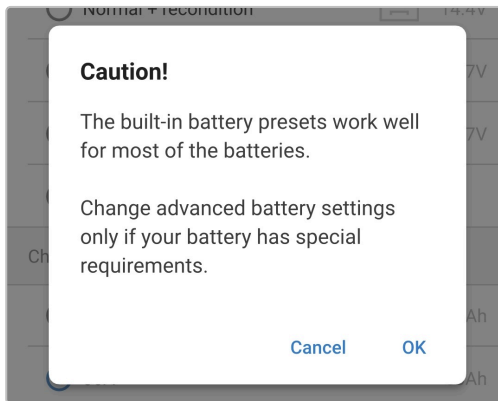 Normal + recondition 14.4V
Caution!
7V
The built-in battery presets work well
7V
for most of the batteries.
Change advanced battery settings
only if your battery has special
Ch
requirements.
Ah
Cancel OK
Ah